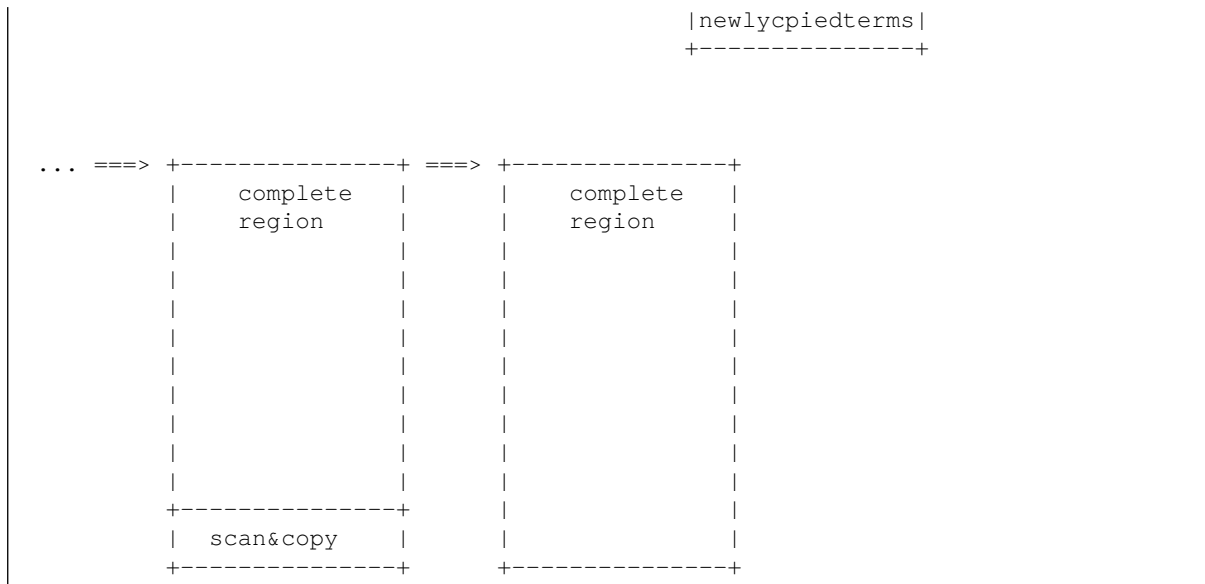 |newlycpiedterms|
+---------------+
... ===> +---------------+ ===> +---------------+
complete complete
region region
+---------------+
scan&copy
+---------------+ +---------------+